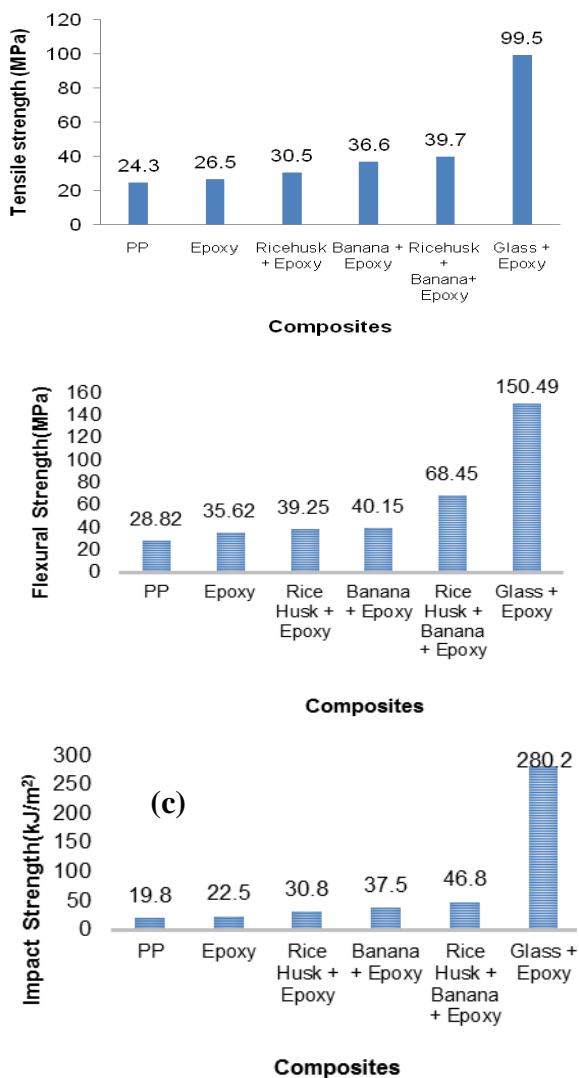 Tensile strength (MPa)
120
100
80
60
40
20
0
24.3
26.5
30.5
36.6
39.7
99.5
PP
Epoxy
Ricehusk
+ Epoxy
Banana +
Epoxy
Ricehusk
+
Banana+
Epoxy
Glass +
Epoxy
Composites
Flexural Strength(MPa)
160
140
120
100
80
60
40
20
0
28.82
35.62
39.25
40.15
68.45
150.49
PP
Epoxy
Rice
Husk +
Epoxy
Banana
+ Epoxy
Rice
Husk +
Banana
+ Epoxy
Glass +
Epoxy
Composites
Impact Strength(kJ/m²)
300
250
200
150
100
50
0
(c)
19.8
22.5
30.8
37.5
46.8
280.2
PP
Epoxy
Rice
Husk +
Epoxy
Banana
+ Epoxy
Rice
Husk +
Banana
+ Epoxy
Glass +
Epoxy
Composites